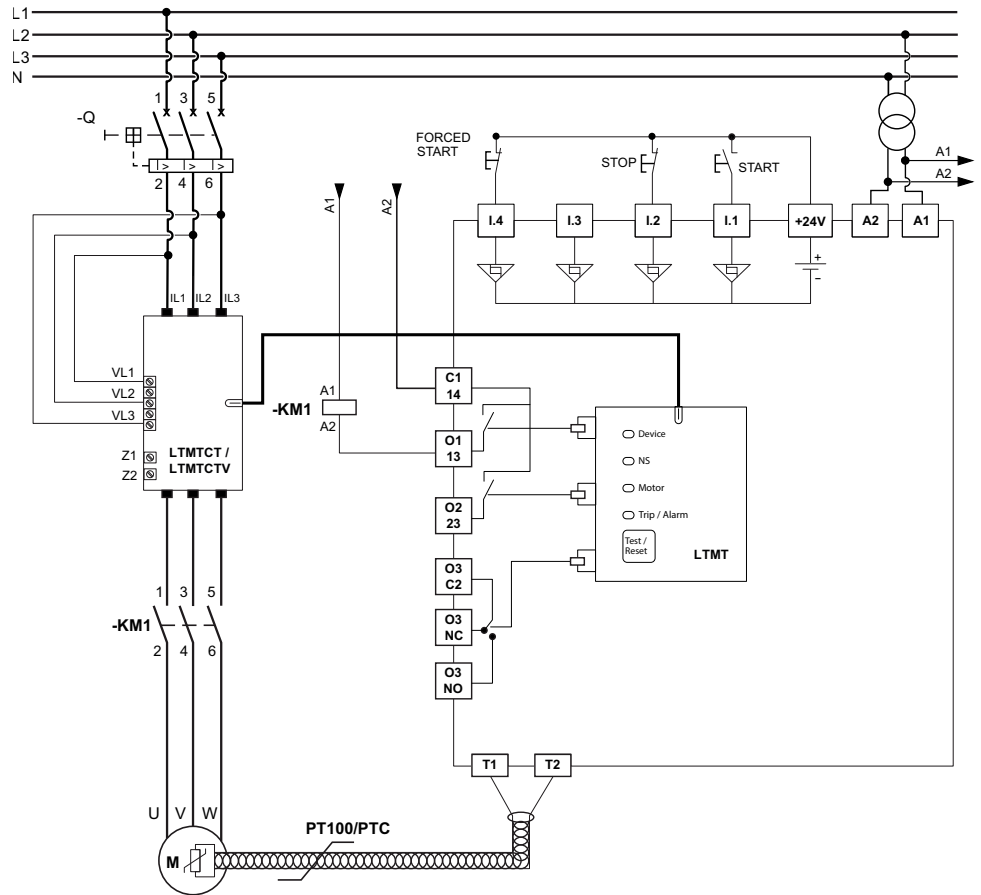 L1
L2
L3
N
1 3 5
-Q
I> I> I>
2 4 6
FORCED
START
STOP
START
A1
A2
A1
A2
I.4 I.3 I.2 I.1 +24V A2 A1
+
−
IL1 IL2 IL3
VL1
VL2
VL3
Z1
Z2
LTMTCT /
LTMTCTV
-KM1
A1
A2
C1
14
O1
13
O2
23
O3
C2
O3
NC
O3
NO
Device
NS
Motor
Trip / Alarm
Test /
Reset
LTMT
1 3 5
-KM1
2 4 6
T1 T2
U V W
M
PT100/PTC